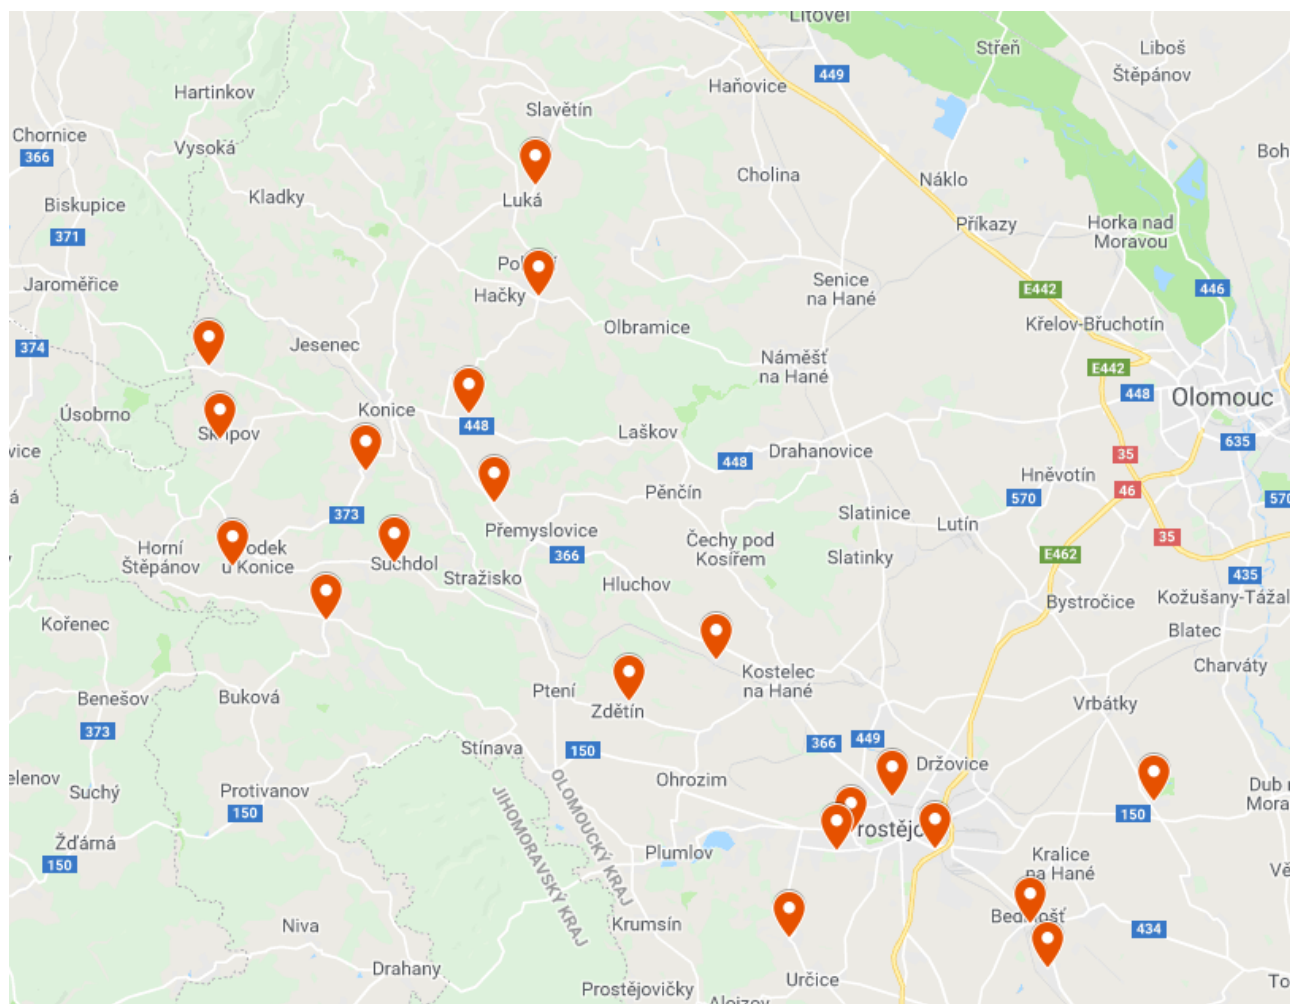 Litovel
Střeň
Liboš
Štěpánov
449
Haňovice
Hartinkov
Slavětín
Chornice
366
Vysoká
Boh
Cholina
Náklo
Kladky
Luká
Biskupice
Příkazy
Horka nad
Moravou
371
Hačky
Senice
na Hané
Jaroměřice
E442
446
Olbramice
Křelov-Břuchotín
374
Jesenec
Náměšť
na Hané
E442
448
Olomouc
Úsobrno
Konice
448
Laškov
635
vice
448
Drahanovice
35
Hněvotín
46
570
570
á
Pěnčín
373
Přemyslovice
Slatinice
Lutín
35
Horní
Štěpánov
u Konice
Suchdol
366
Čechy pod
Kosířem
Slatinky
E462
435
Stražisko
Hluchov
Bystročice
Kožušany-Tážal
Kořenec
Blatec
Kostelec
na Hané
Charváty
Benešov
Buková
Ptení
Zdětín
Vrbátky
373
Stínava
150
366
449
Držovice
elenov
Suchý
Protivanov
150
Ohrozim
Dub n
Mora
150
OLOMOUCKÝ KRAJ
JIHOMORAVSKÝ KRAJ
Žďárná
150
Plumlov
rostějo
Kralice
na Hané
Vě
Niva
Krumsín
434
Drahany
Prostějovičky
Určice
To
Alojzov